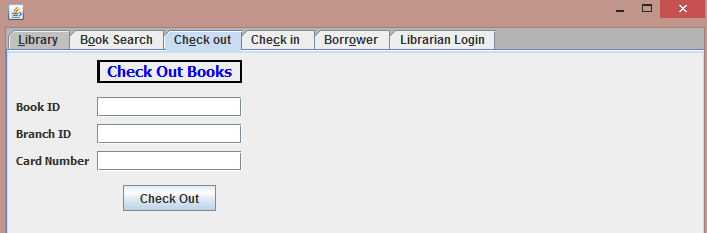 Library Book Search Check out Check in Borrower Librarian Login
Check Out Books
Book ID
Branch ID
Card Number
Check Out